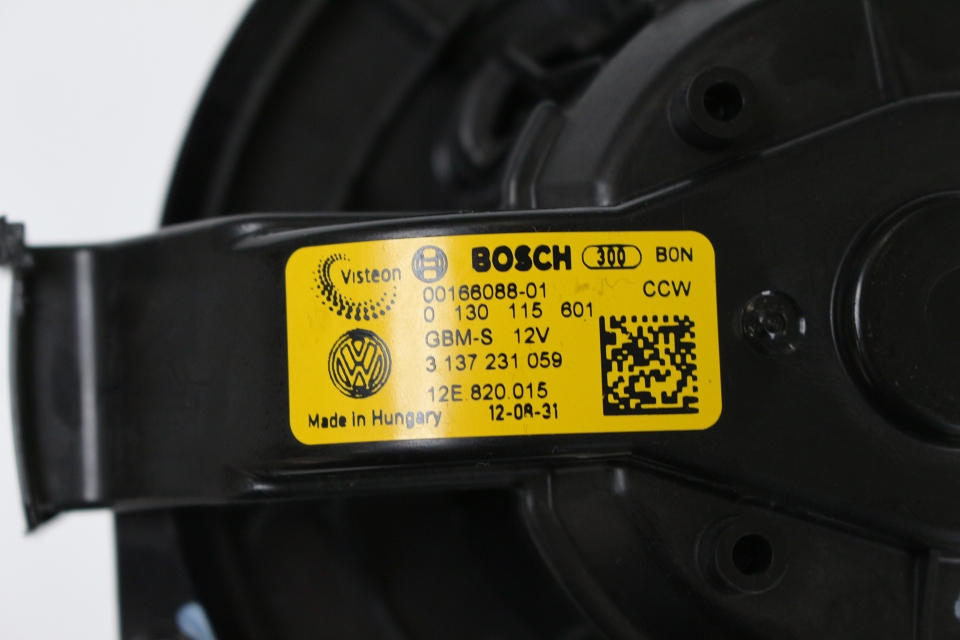 Visteon BOSCH 300 BON
00166088-01 CCW
0 130 115 601
GBM-S 12V
3 137 231 059
12E.820.015
Made in Hungary 12-08-31